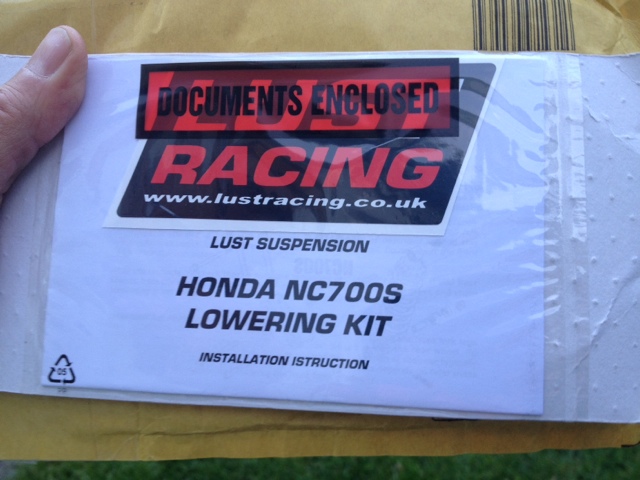 DOCUMENTS ENCLOSED
LUST
RACING
www.lustracing.co.uk
LUST SUSPENSION
HONDA NC700S
LOWERING KIT
INSTALLATION ISTRUCTION
05